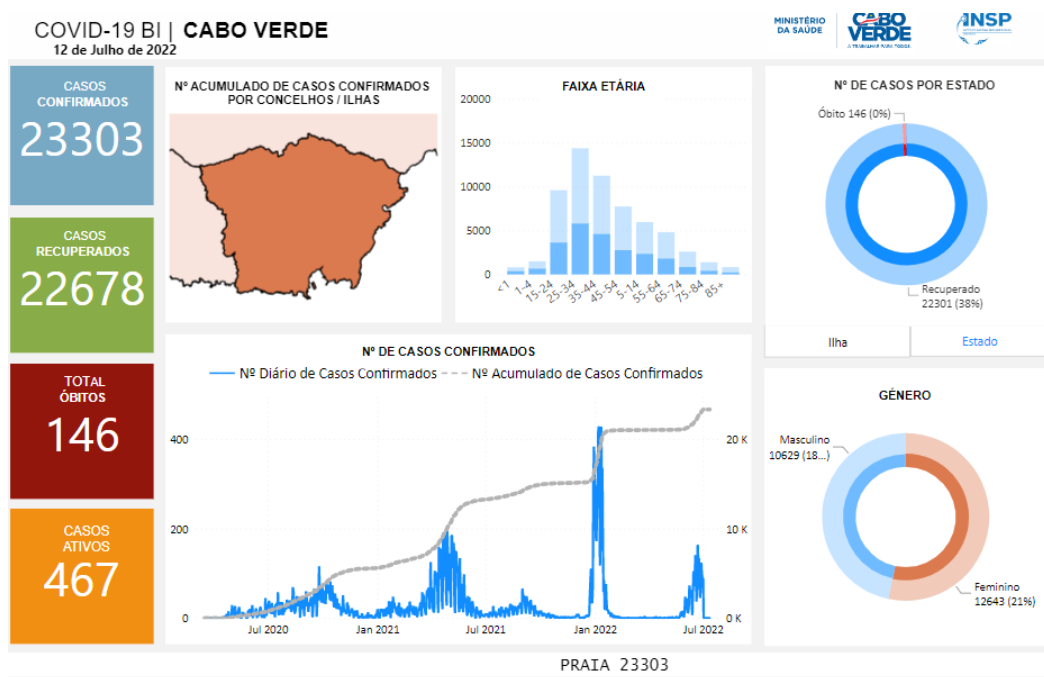 COVID-19 BI | CABO VERDE
12 de Julho de 2022
MINISTÉRIO
DA SAÚDE
CABO
VERDE
A TRABALHAR PARA TODOS.
INSP
CASOS
CONFIRMADOS
23303
CASOS
RECUPERADOS
22678
TOTAL
ÓBITOS
146
CASOS
ATIVOS
467
Nº ACUMULADO DE CASOS CONFIRMADOS
POR CONCELHOS / ILHAS
FAIXA ETÁRIA
20000
15000
10000
5000
0
<1
1-4
15-24
25-34
35-44
45-54
5-14
55-64
65-74
75-84
85+
Nº DE CASOS POR ESTADO
Óbito 146 (0%)
Recuperado
22301 (38%)
Ilha
Estado
Nº DE CASOS CONFIRMADOS
Nº Diário de Casos Confirmados
Nº Acumulado de Casos Confirmados
400
200
0
20 K
10 K
0 K
Jul 2020
Jan 2021
Jul 2021
Jan 2022
Jul 2022
GÉNERO
Masculino
10629 (18...)
Feminino
12643 (21%)
PRAIA 23303